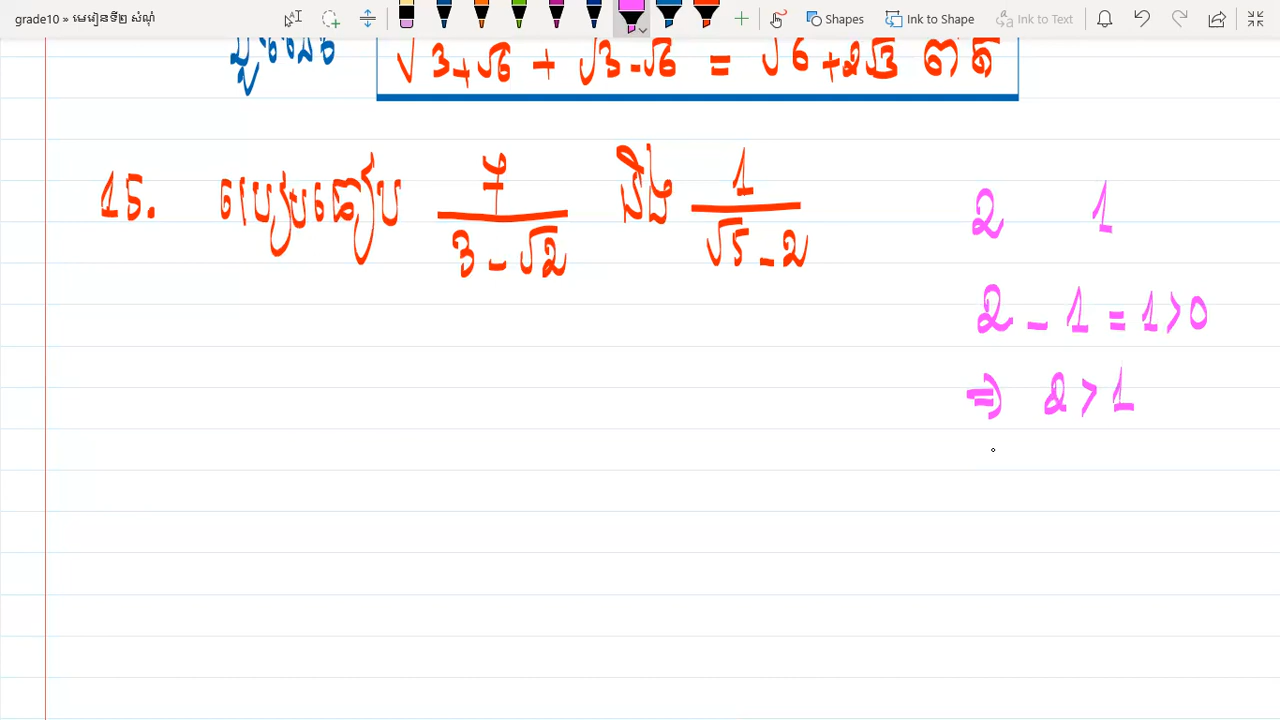 grade10 » មេរៀនទី២ សំណុំ
Shapes Ink to Shape Ink to Text
√3+√6 + √3-√6 = √6+2√3 ពិត
15. ប្រៀបធៀប 7/(3-√2) និង 1/(√5-2)
2 1
2 - 1 = 1 > 0
⇒ 2 > 1